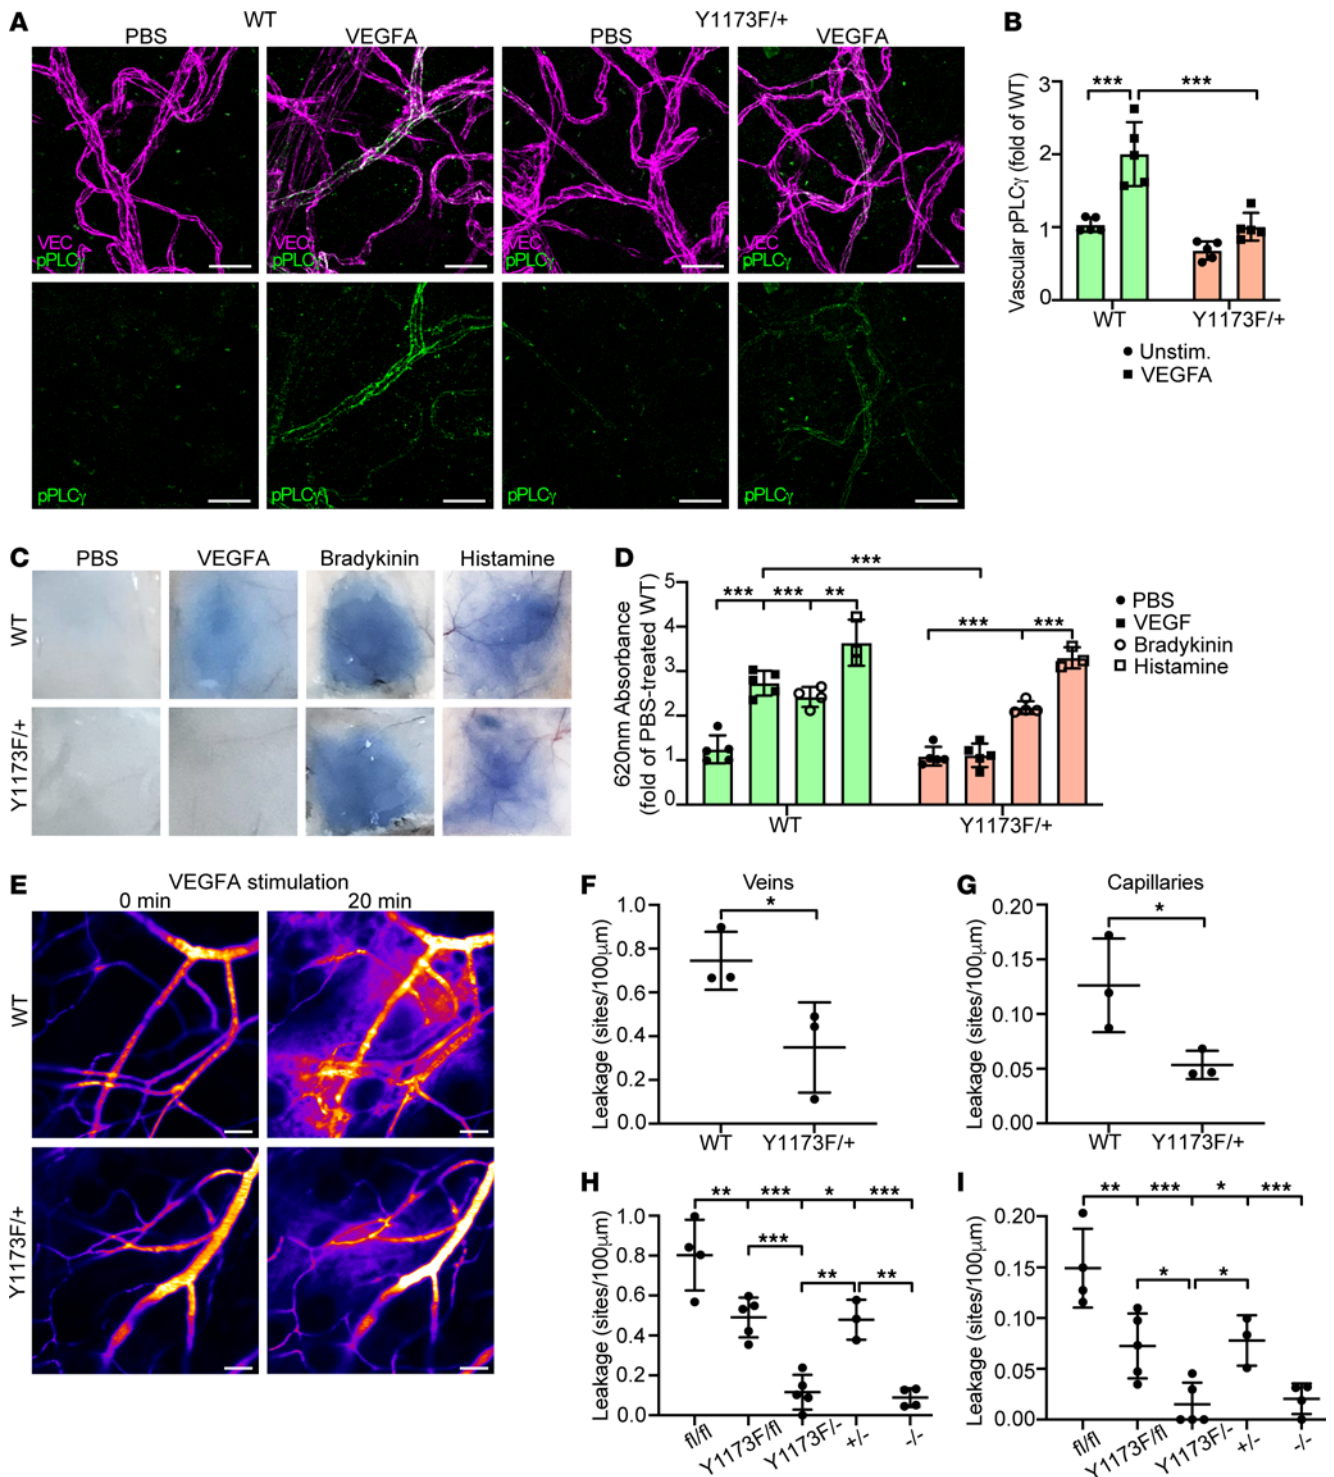 A
WT
Y1173F/+
PBS
VEGFA
PBS
VEGFA
VEC
pPLCγ
VEC
pPLCγ
VEC
pPLCγ
VEC
pPLCγ
pPLCγ
pPLCγ
pPLCγ
pPLCγ
B
Vascular pPLCγ (fold of WT)
3
2
1
0
***
***
WT
Y1173F/+
Unstim.
VEGFA
C
PBS
VEGFA
Bradykinin
Histamine
WT
Y1173F/+
D
620nm Absorbance
(fold of PBS-treated WT)
5
4
3
2
1
0
***
***
***
**
***
***
WT
Y1173F/+
PBS
VEGF
Bradykinin
Histamine
E
VEGFA stimulation
0 min
20 min
WT
Y1173F/+
F
Veins
Leakage (sites/100μm)
1.0
0.8
0.6
0.4
0.2
0.0
*
WT
Y1173F/+
G
Capillaries
Leakage (sites/100μm)
0.20
0.15
0.10
0.05
0.00
*
WT
Y1173F/+
H
Leakage (sites/100μm)
1.0
0.8
0.6
0.4
0.2
0.0
**
***
*
***
***
**
**
fl/fl
Y1173F/fl
Y1173F/-
+/-
-/-
I
Leakage (sites/100μm)
0.20
0.15
0.10
0.05
0.00
**
***
*
***
*
*
fl/fl
Y1173F/fl
Y1173F/-
+/-
-/-